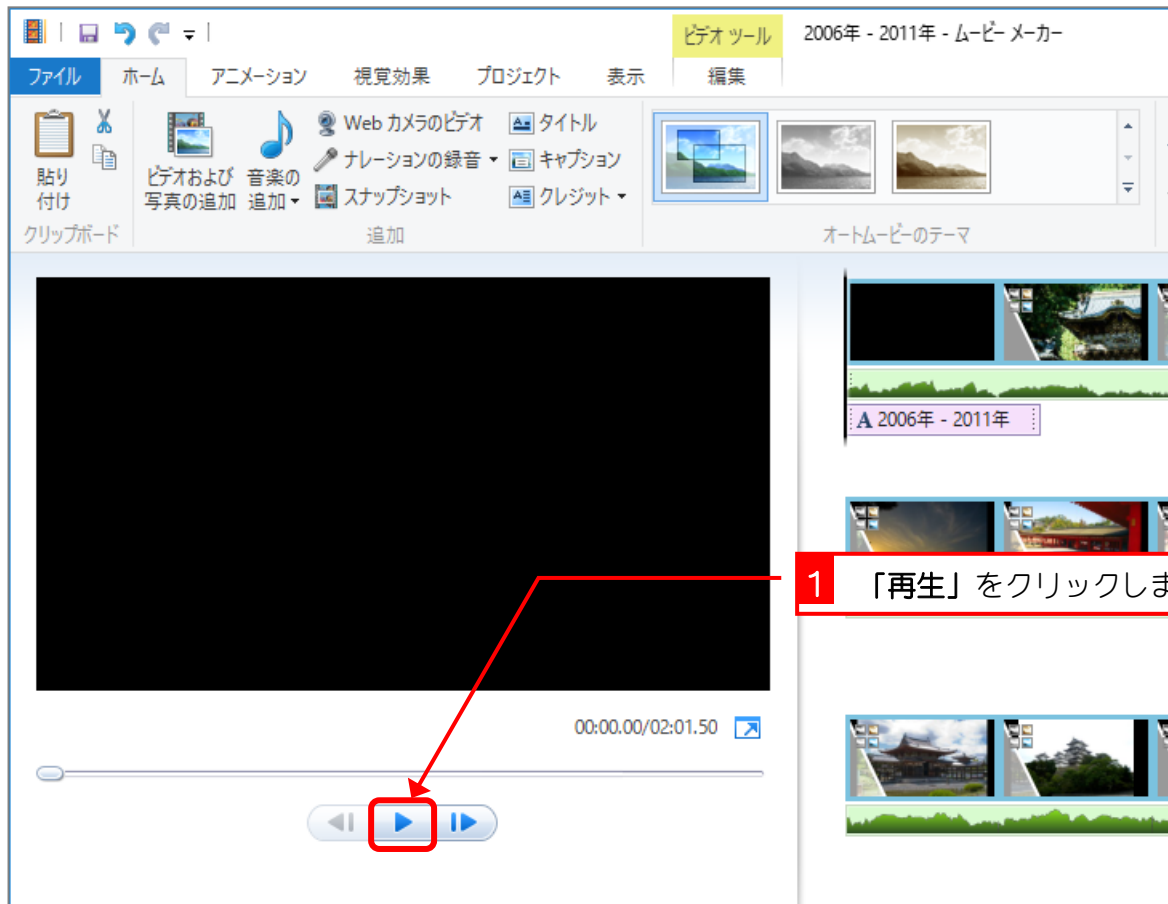 ビデオ ツール
2006年 - 2011年 - ムービー メーカー
ファイル
ホーム
アニメーション
視覚効果
プロジェクト
表示
編集
貼り
付け
クリップボード
ビデオおよび
写真の追加
音楽の
追加
Web カメラのビデオ
ナレーションの録音
スナップショット
タイトル
キャプション
クレジット
追加
オートムービーのテーマ
A 2006年 - 2011年
1 「再生」をクリックしま
00:00.00/02:01.50